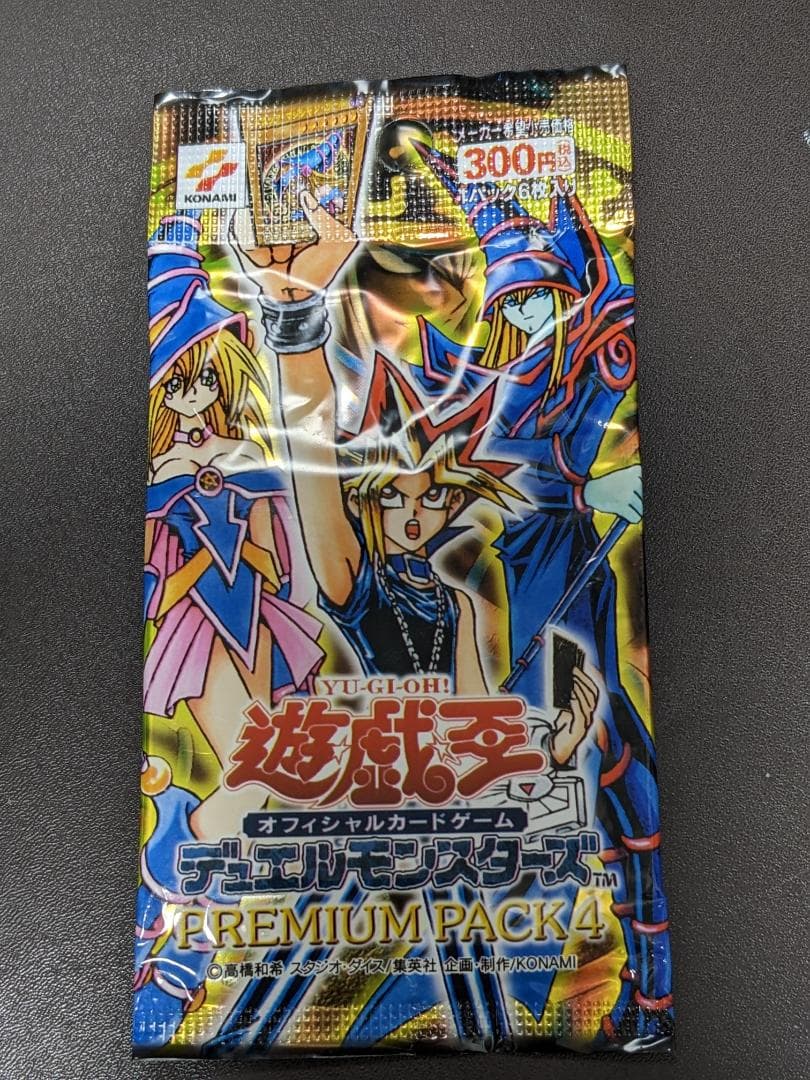 KONAMI
メーカー希望小売価格
300円税込
1パック6枚入り
YU-GI-OH!
遊戯王
オフィシャルカードゲーム
デュエルモンスターズ™
PREMIUM PACK 4
©高橋和希 スタジオ・ダイス/集英社 企画・制作/KONAMI